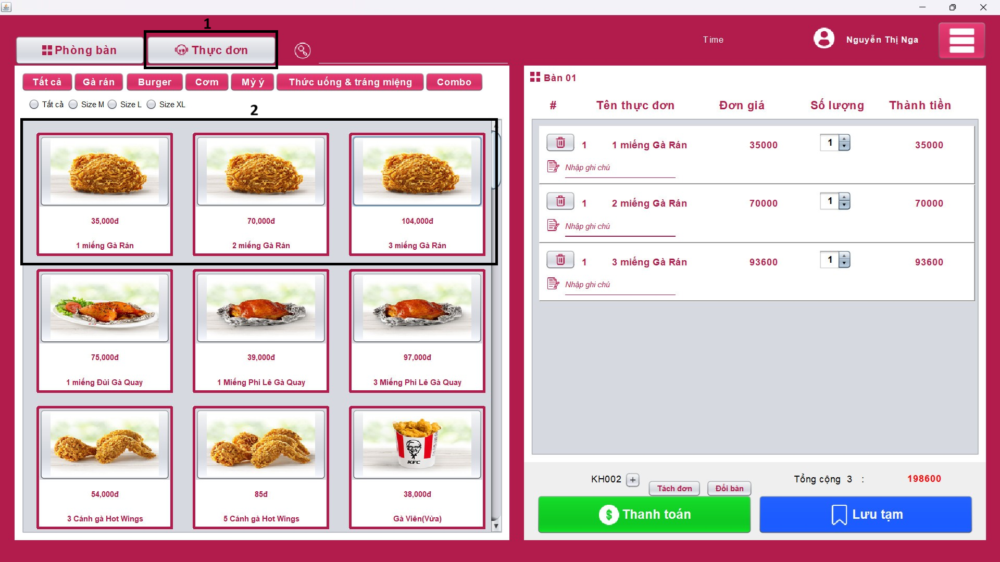 1
Phòng bàn
Thực đơn
Time
Nguyễn Thị Nga
Tất cả
Gà rán
Burger
Cơm
Mỳ ý
Thức uống & tráng miệng
Combo
Tất cả
Size M
Size L
Size XL
2
35,000đ
70,000đ
104,000đ
1 miếng Gà Rán
2 miếng Gà Rán
3 miếng Gà Rán
75,000đ
39,000đ
97,000đ
1 miếng Đùi Gà Quay
1 Miếng Phi Lê Gà Quay
3 Miếng Phi Lê Gà Quay
KFC
54,000đ
85đ
38,000đ
3 Cánh gà Hot Wings
5 Cánh gà Hot Wings
Gà Viên(Vừa)
Bàn 01
# Tên thực đơn Đơn giá Số lượng Thành tiền
1 1 miếng Gà Rán 35000 1 35000
Nhập ghi chú
1 2 miếng Gà Rán 70000 1 70000
Nhập ghi chú
1 3 miếng Gà Rán 93600 1 93600
Nhập ghi chú
KH002 +
Tổng cộng 3 : 198600
Tách đơn
Đổi bàn
$ Thanh toán
Lưu tạm